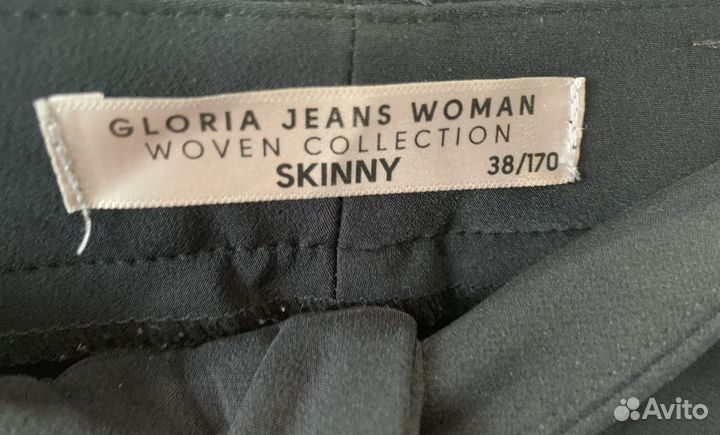 GLORIA JEANS WOMAN
WOVEN COLLECTION
SKINNY 38/170
Avito